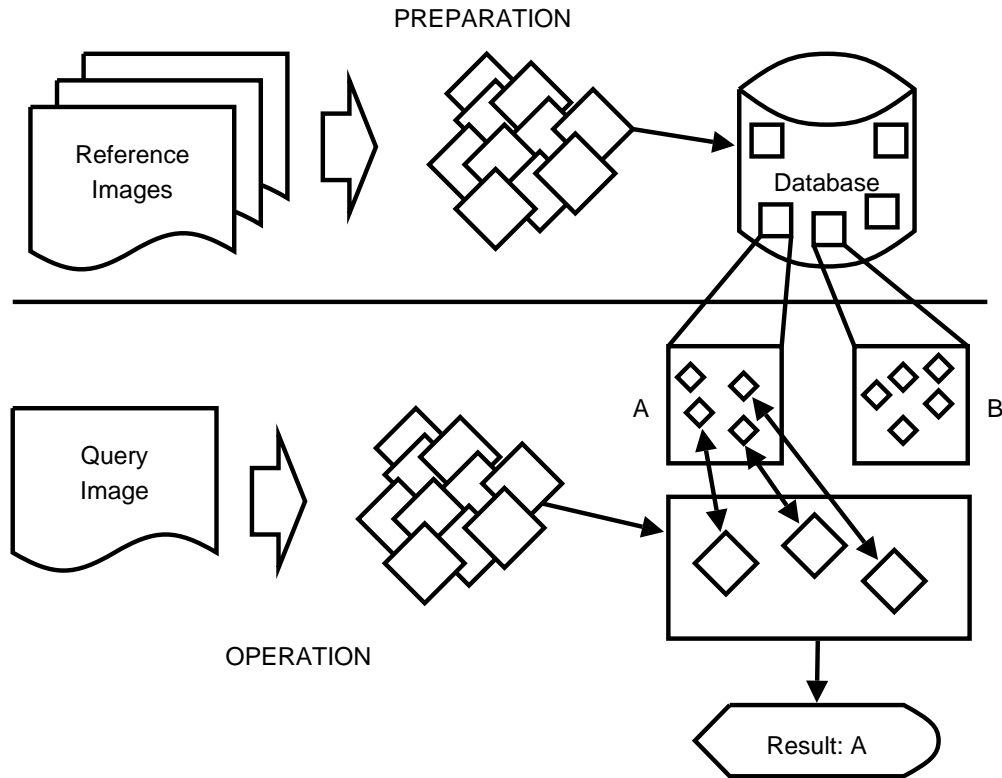 PREPARATION
Reference
Images
Database
A
B
Query
Image
OPERATION
Result: A